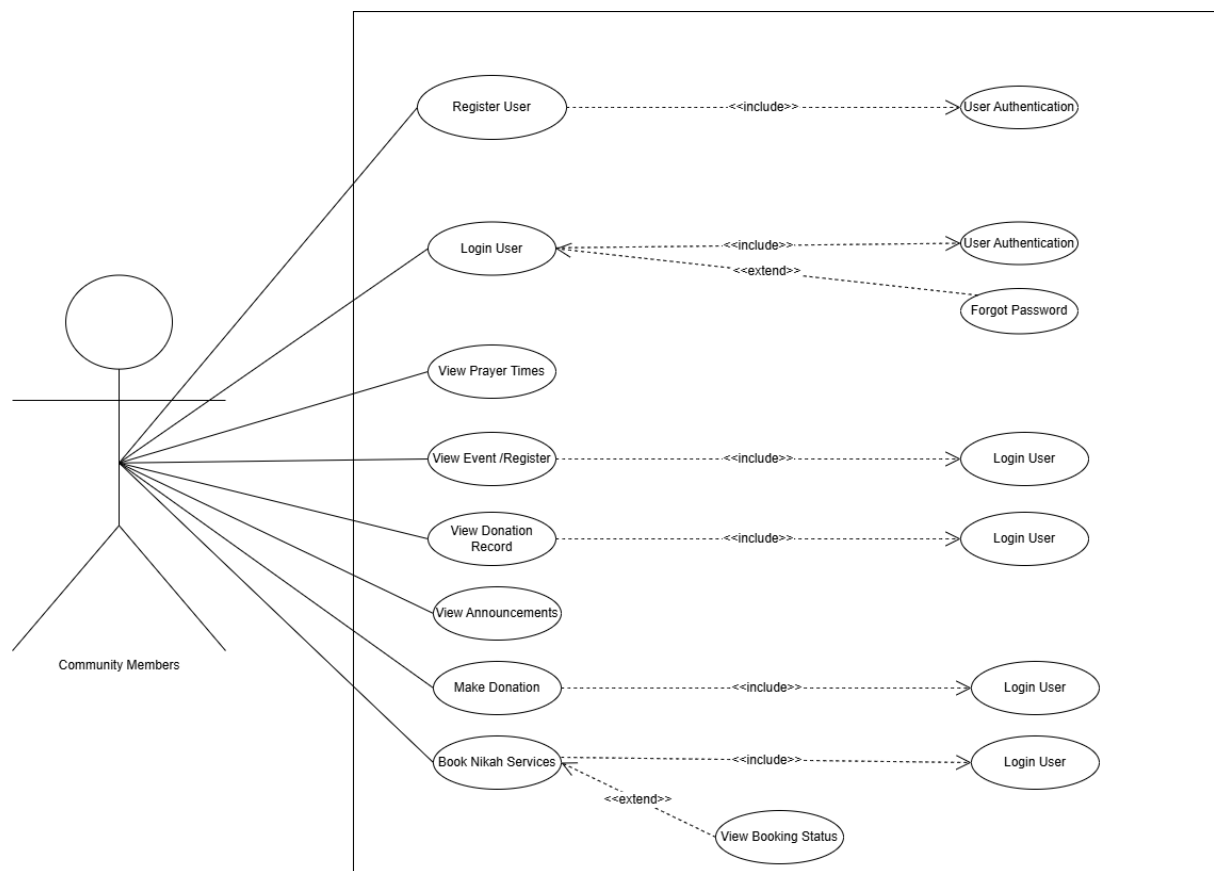 Register User
<<include>>
User Authentication
Login User
<<include>>
User Authentication
<<extend>>
Forgot Password
View Prayer Times
View Event /Register
<<include>>
Login User
View Donation
Record
<<include>>
Login User
View Announcements
Community Members
Make Donation
<<include>>
Login User
Book Nikah Services
<<include>>
Login User
<<extend>>
View Booking Status